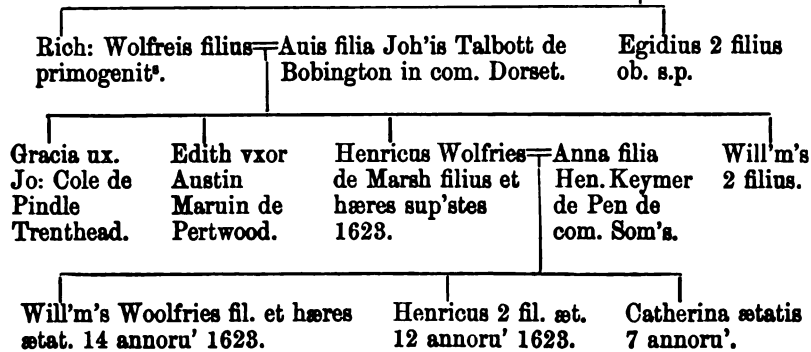 Rich: Wolfreis filius=Auis filia Joh'is Talbott de
primogenitˢ. Bobington in com. Dorset.
Egidius 2 filius
ob. s.p.
Gracia ux.
Jo: Cole de
Pindle
Trenthead.
Edith vxor
Austin
Maruin de
Pertwood.
Henricus Wolfries=Anna filia
de Marsh filius et Hen. Keymer
hæres sup'stes de Pen de
1623. com. Som's.
Will'm's
2 filius.
Will'm's Woolfries fil. et hæres
ætat. 14 annoru' 1623.
Henricus 2 fil. æt.
12 annoru' 1623.
Catherina ætatis
7 annoru'.